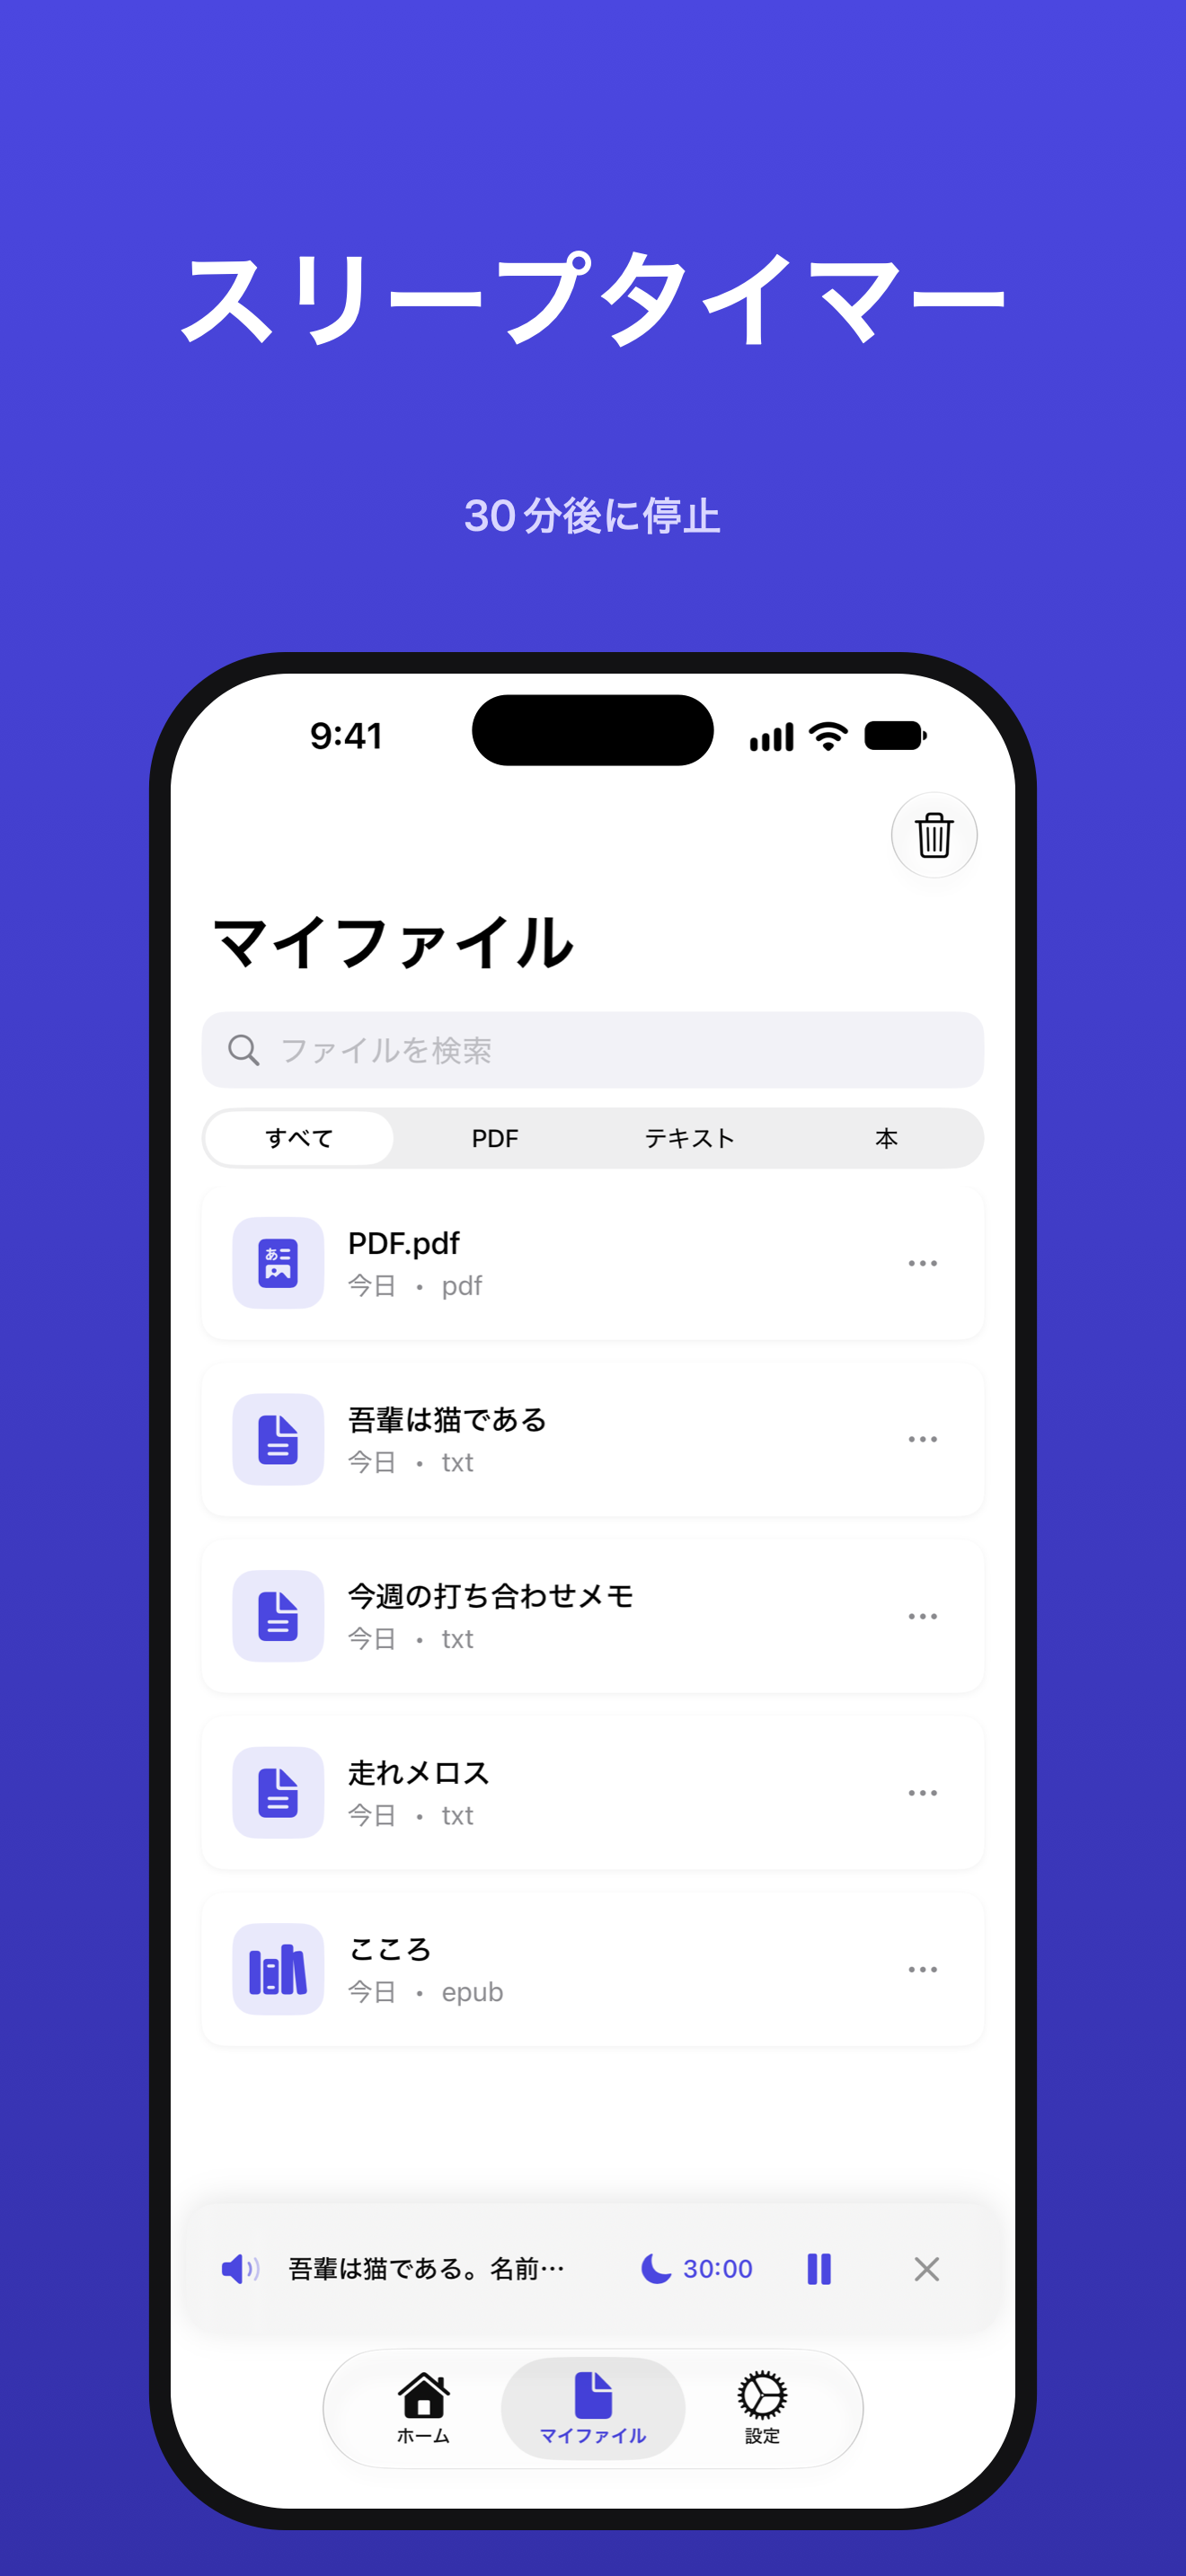 スリープタイマー
30分後に停止
9:41
マイファイル
ファイルを検索
すべて PDF テキスト 本
あ
PDF.pdf
今日 • pdf
吾輩は猫である
今日 • txt
今週の打ち合わせメモ
今日 • txt
走れメロス
今日 • txt
こころ
今日 • epub
吾輩は猫である。名前… 30:00
ホーム マイファイル 設定